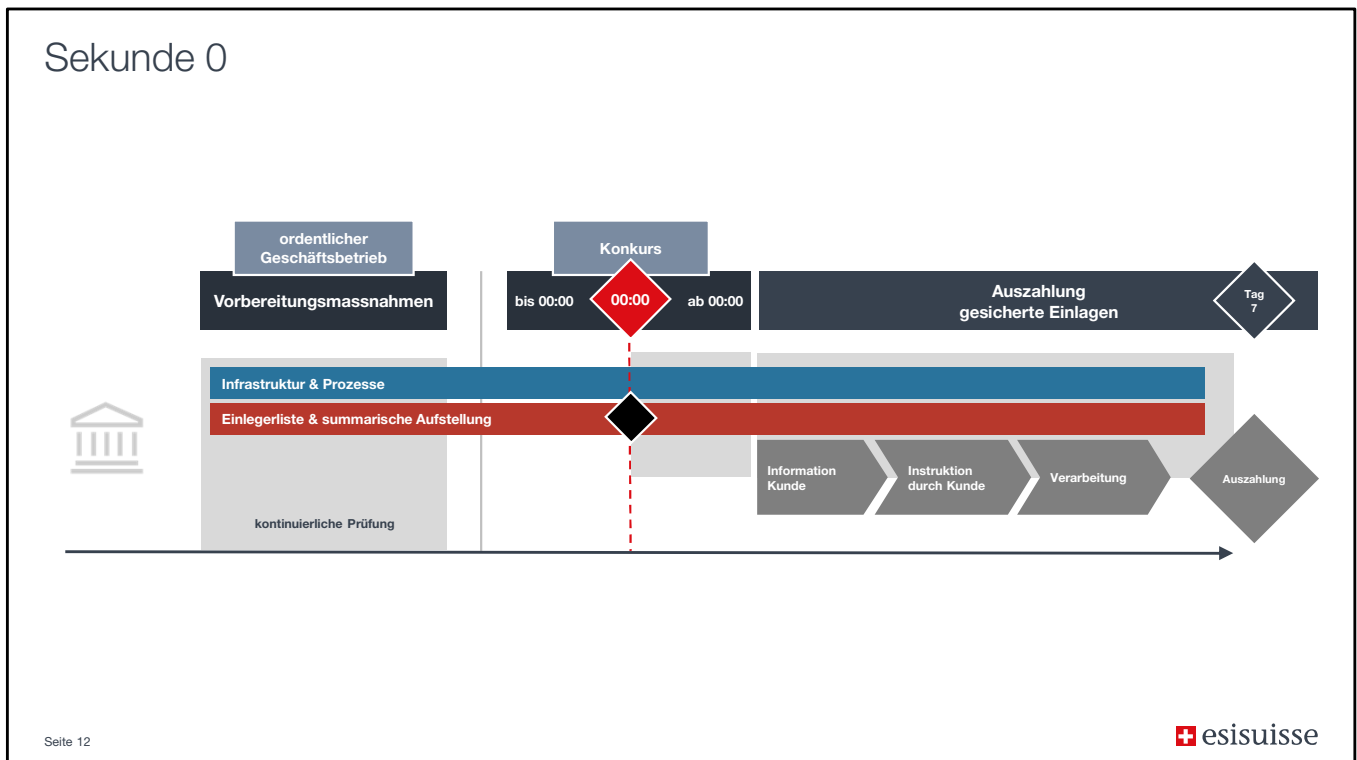 Sekunde 0
ordentlicher
Geschäftsbetrieb
Konkurs
Vorbereitungsmassnahmen
bis 00:00
00:00
ab 00:00
Auszahlung
gesicherte Einlagen
Tag
7
Infrastruktur & Prozesse
Einlegerliste & summarische Aufstellung
Information
Kunde
Instruktion
durch Kunde
Verarbeitung
Auszahlung
kontinuierliche Prüfung
Seite 12
esisuisse